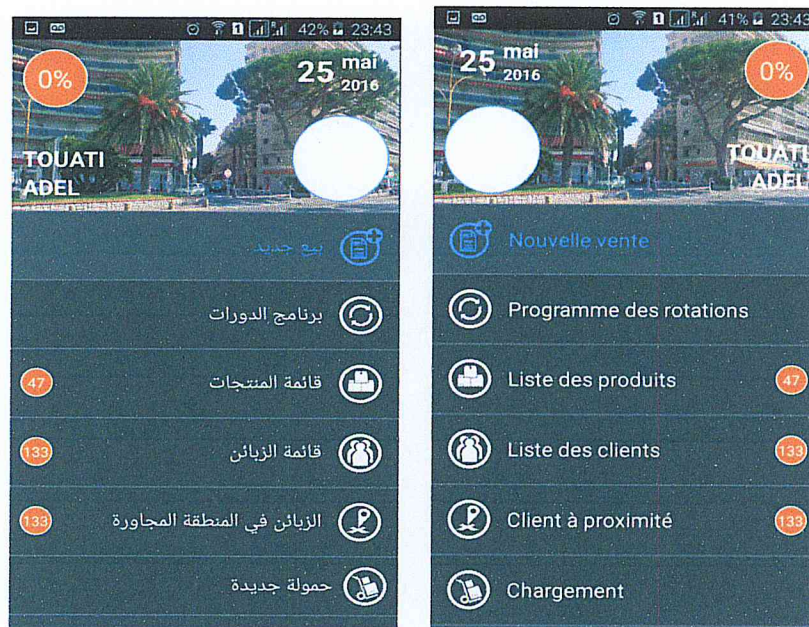 42% 23:43
0%
25 mai
2016
TOUATI
ADEL
بيع جديد
برنامج الدورات
قائمة المنتجات
47
قائمة الزبائن
133
الزبائن في المنطقة المجاورة
133
حمولة جديدة
41% 23:43
25 mai
2016
0%
TOUATI
ADEL
Nouvelle vente
Programme des rotations
Liste des produits
47
Liste des clients
133
Client à proximité
133
Chargement